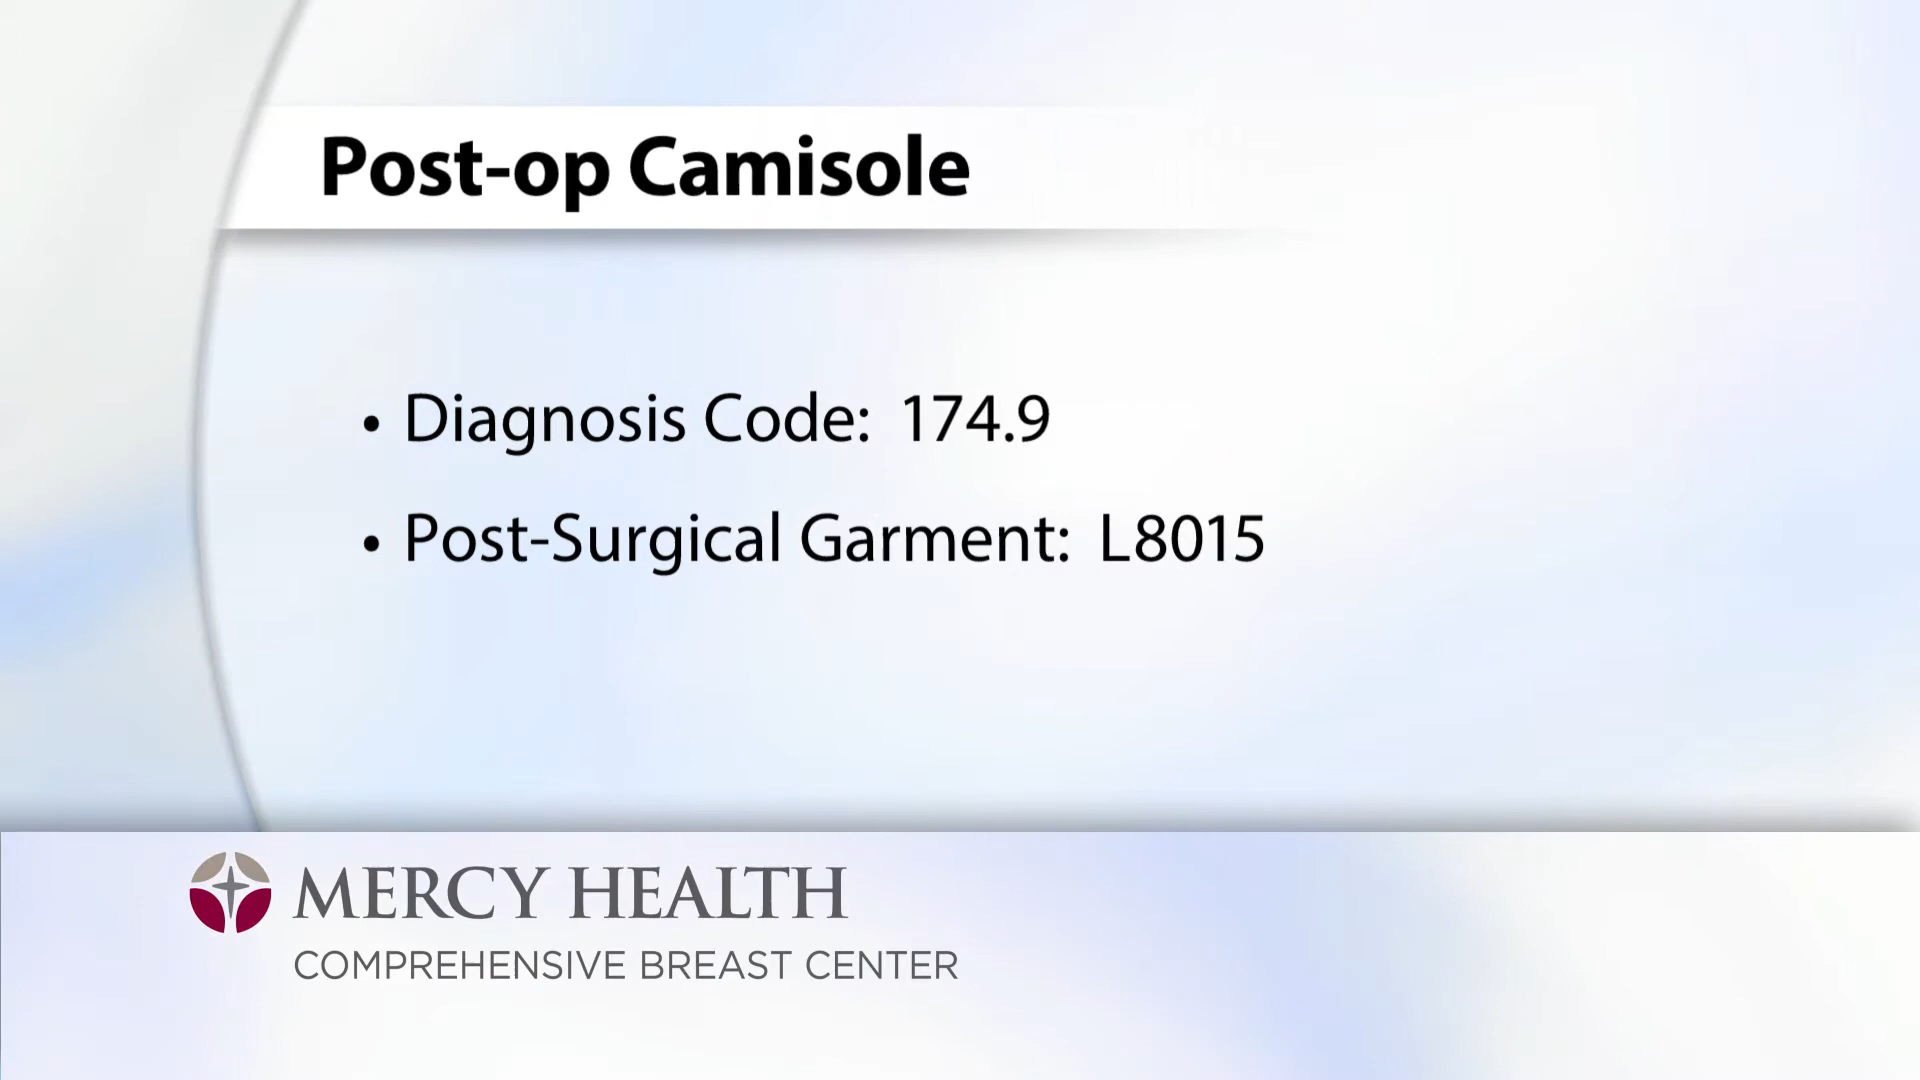 Post-op Camisole
• Diagnosis Code: 174.9
• Post-Surgical Garment: L8015
MERCY HEALTH
COMPREHENSIVE BREAST CENTER